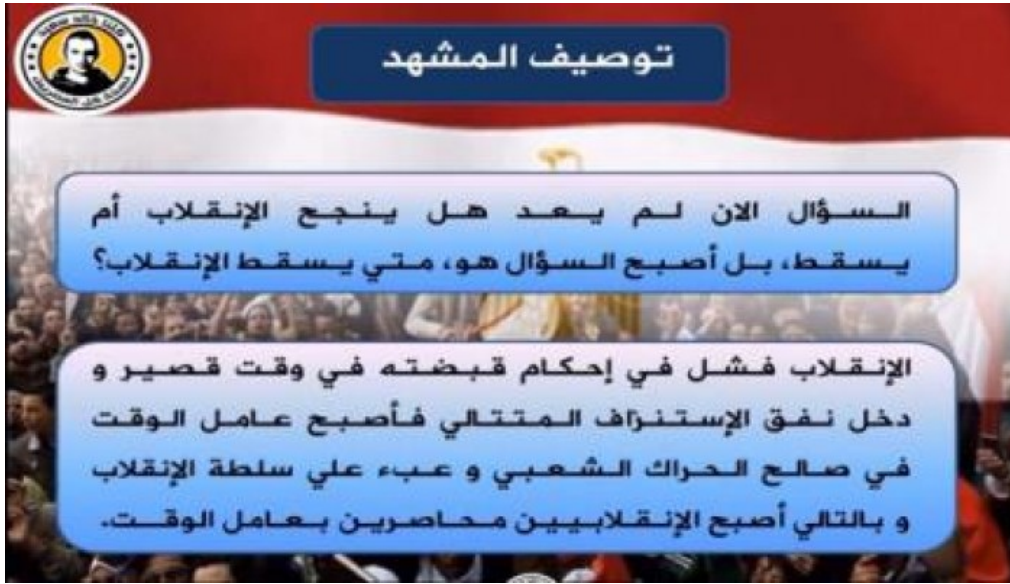 توصيف المشهد
السؤال الان لم يعد هل ينجح الإنقلاب أم
يسقط، بل أصبح السؤال هو، متي يسقط الإنقلاب؟
الإنقلاب فشل في إحكام قبضته في وقت قصير و
دخل نفق الإستنزاف المتتالي فأصبح عامل الوقت
في صالح الحراك الشعبي و عبء علي سلطة الإنقلاب
و بالتالي أصبح الإنقلابيين محاصرين بعامل الوقت.